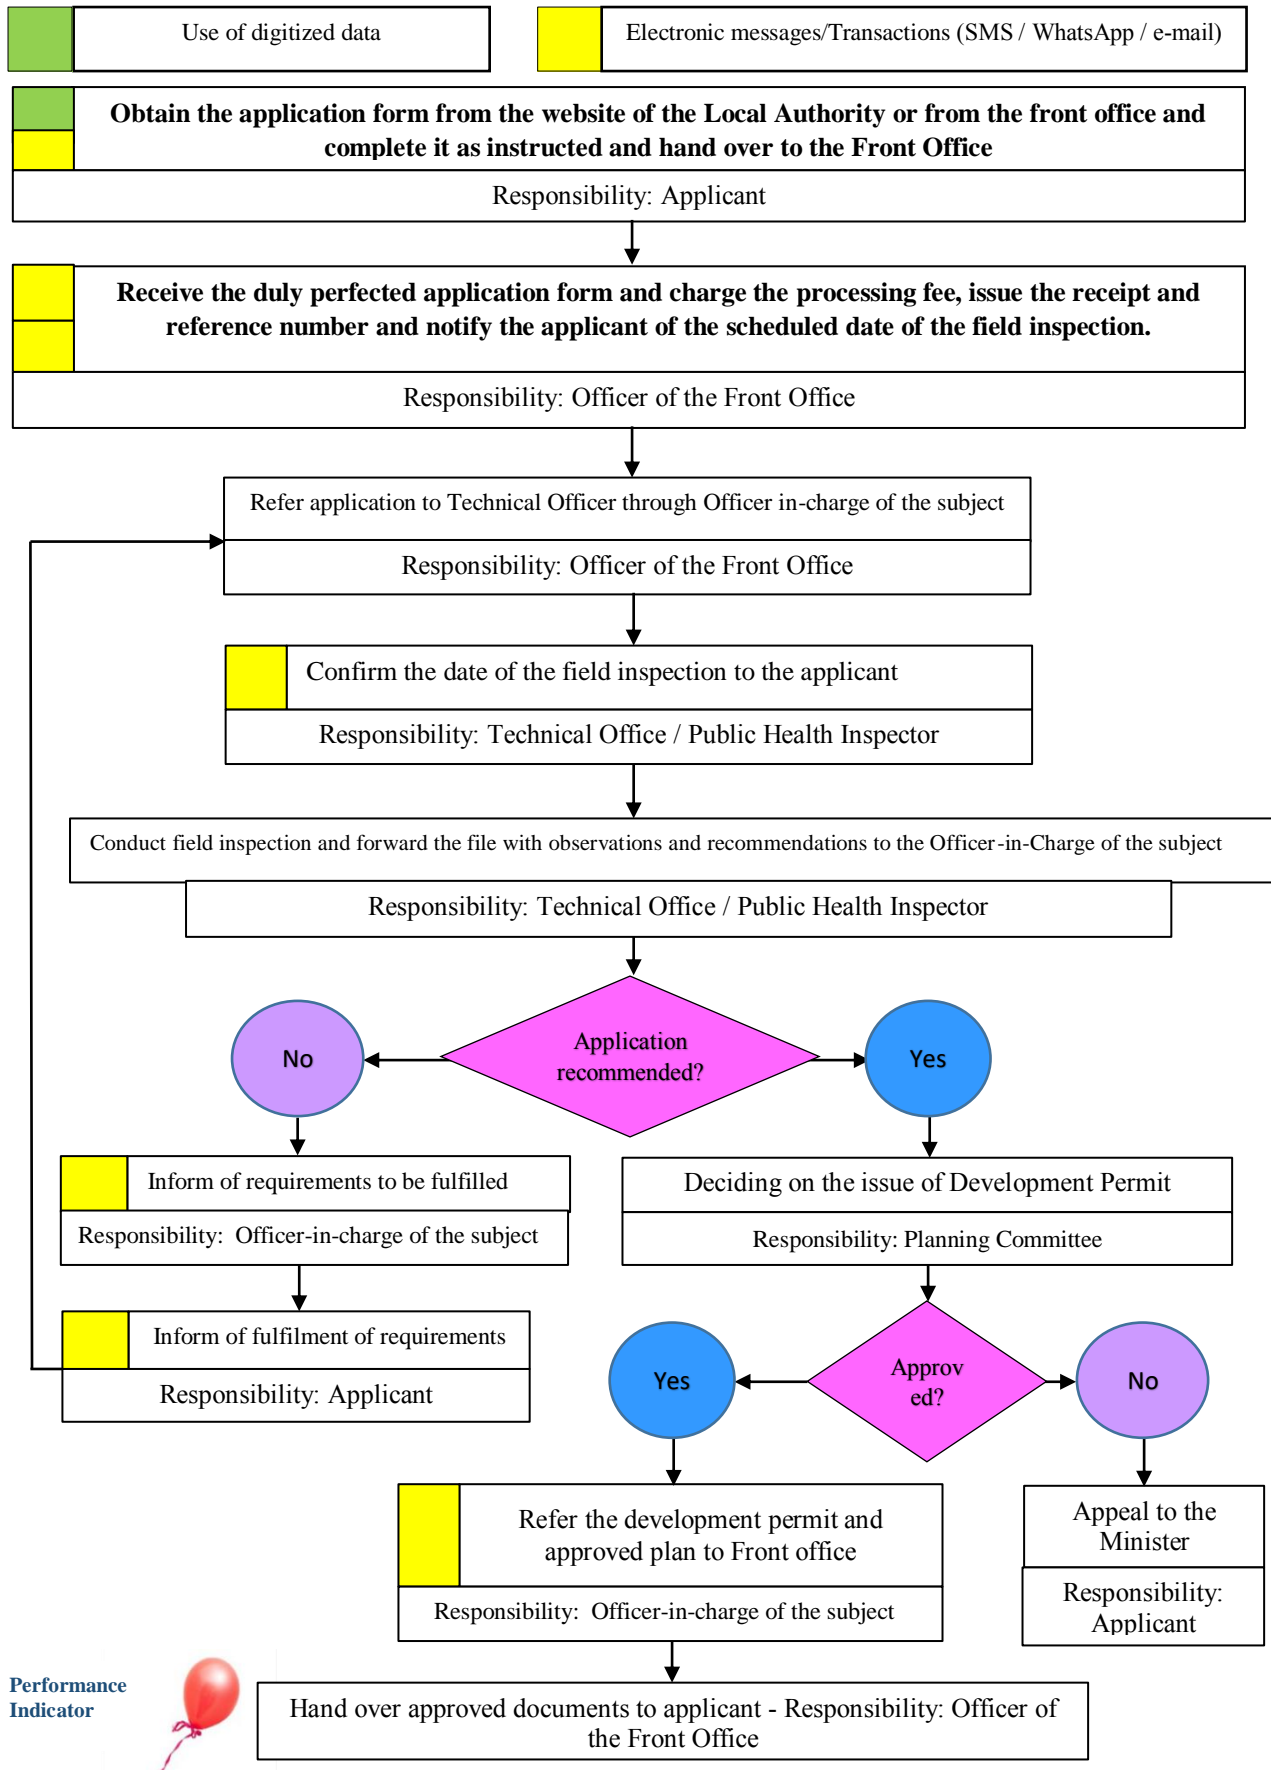 Use of digitized data
Electronic messages/Transactions (SMS / WhatsApp / e-mail)
Obtain the application form from the website of the Local Authority or from the front office and
complete it as instructed and hand over to the Front Office
Responsibility: Applicant
Receive the duly perfected application form and charge the processing fee, issue the receipt and
reference number and notify the applicant of the scheduled date of the field inspection.
Responsibility: Officer of the Front Office
Refer application to Technical Officer through Officer in-charge of the subject
Responsibility: Officer of the Front Office
Confirm the date of the field inspection to the applicant
Responsibility: Technical Office / Public Health Inspector
Conduct field inspection and forward the file with observations and recommendations to the Officer-in-Charge of the subject
Responsibility: Technical Office / Public Health Inspector
Application
recommended?
No
Yes
Inform of requirements to be fulfilled
Responsibility: Officer-in-charge of the subject
Deciding on the issue of Development Permit
Responsibility: Planning Committee
Inform of fulfilment of requirements
Responsibility: Applicant
Yes
Approv
ed?
No
Refer the development permit and
approved plan to Front office
Responsibility: Officer-in-charge of the subject
Appeal to the
Minister
Responsibility:
Applicant
Performance
Indicator
Hand over approved documents to applicant - Responsibility: Officer of
the Front Office